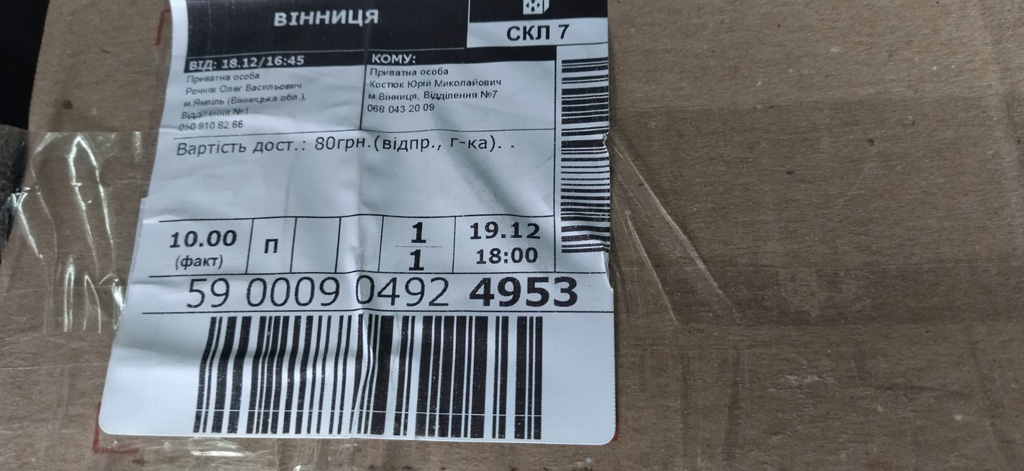 ВІННИЦЯ
СКЛ 7
ВІД: 18.12/16:45
Приватна особа
Рочняк Олег Васильович
м.Ямпіль (Вінницька обл.),
Відділення №1
050 910 82 66
КОМУ:
Приватна особа
Костюк Юрій Миколайович
м.Вінниця, Відділення №7
068 043 20 09
Вартість дост.: 80грн.(відпр., г-ка). .
10.00
(факт)
П
1
1
19.12
18:00
59 0009 0492 4953